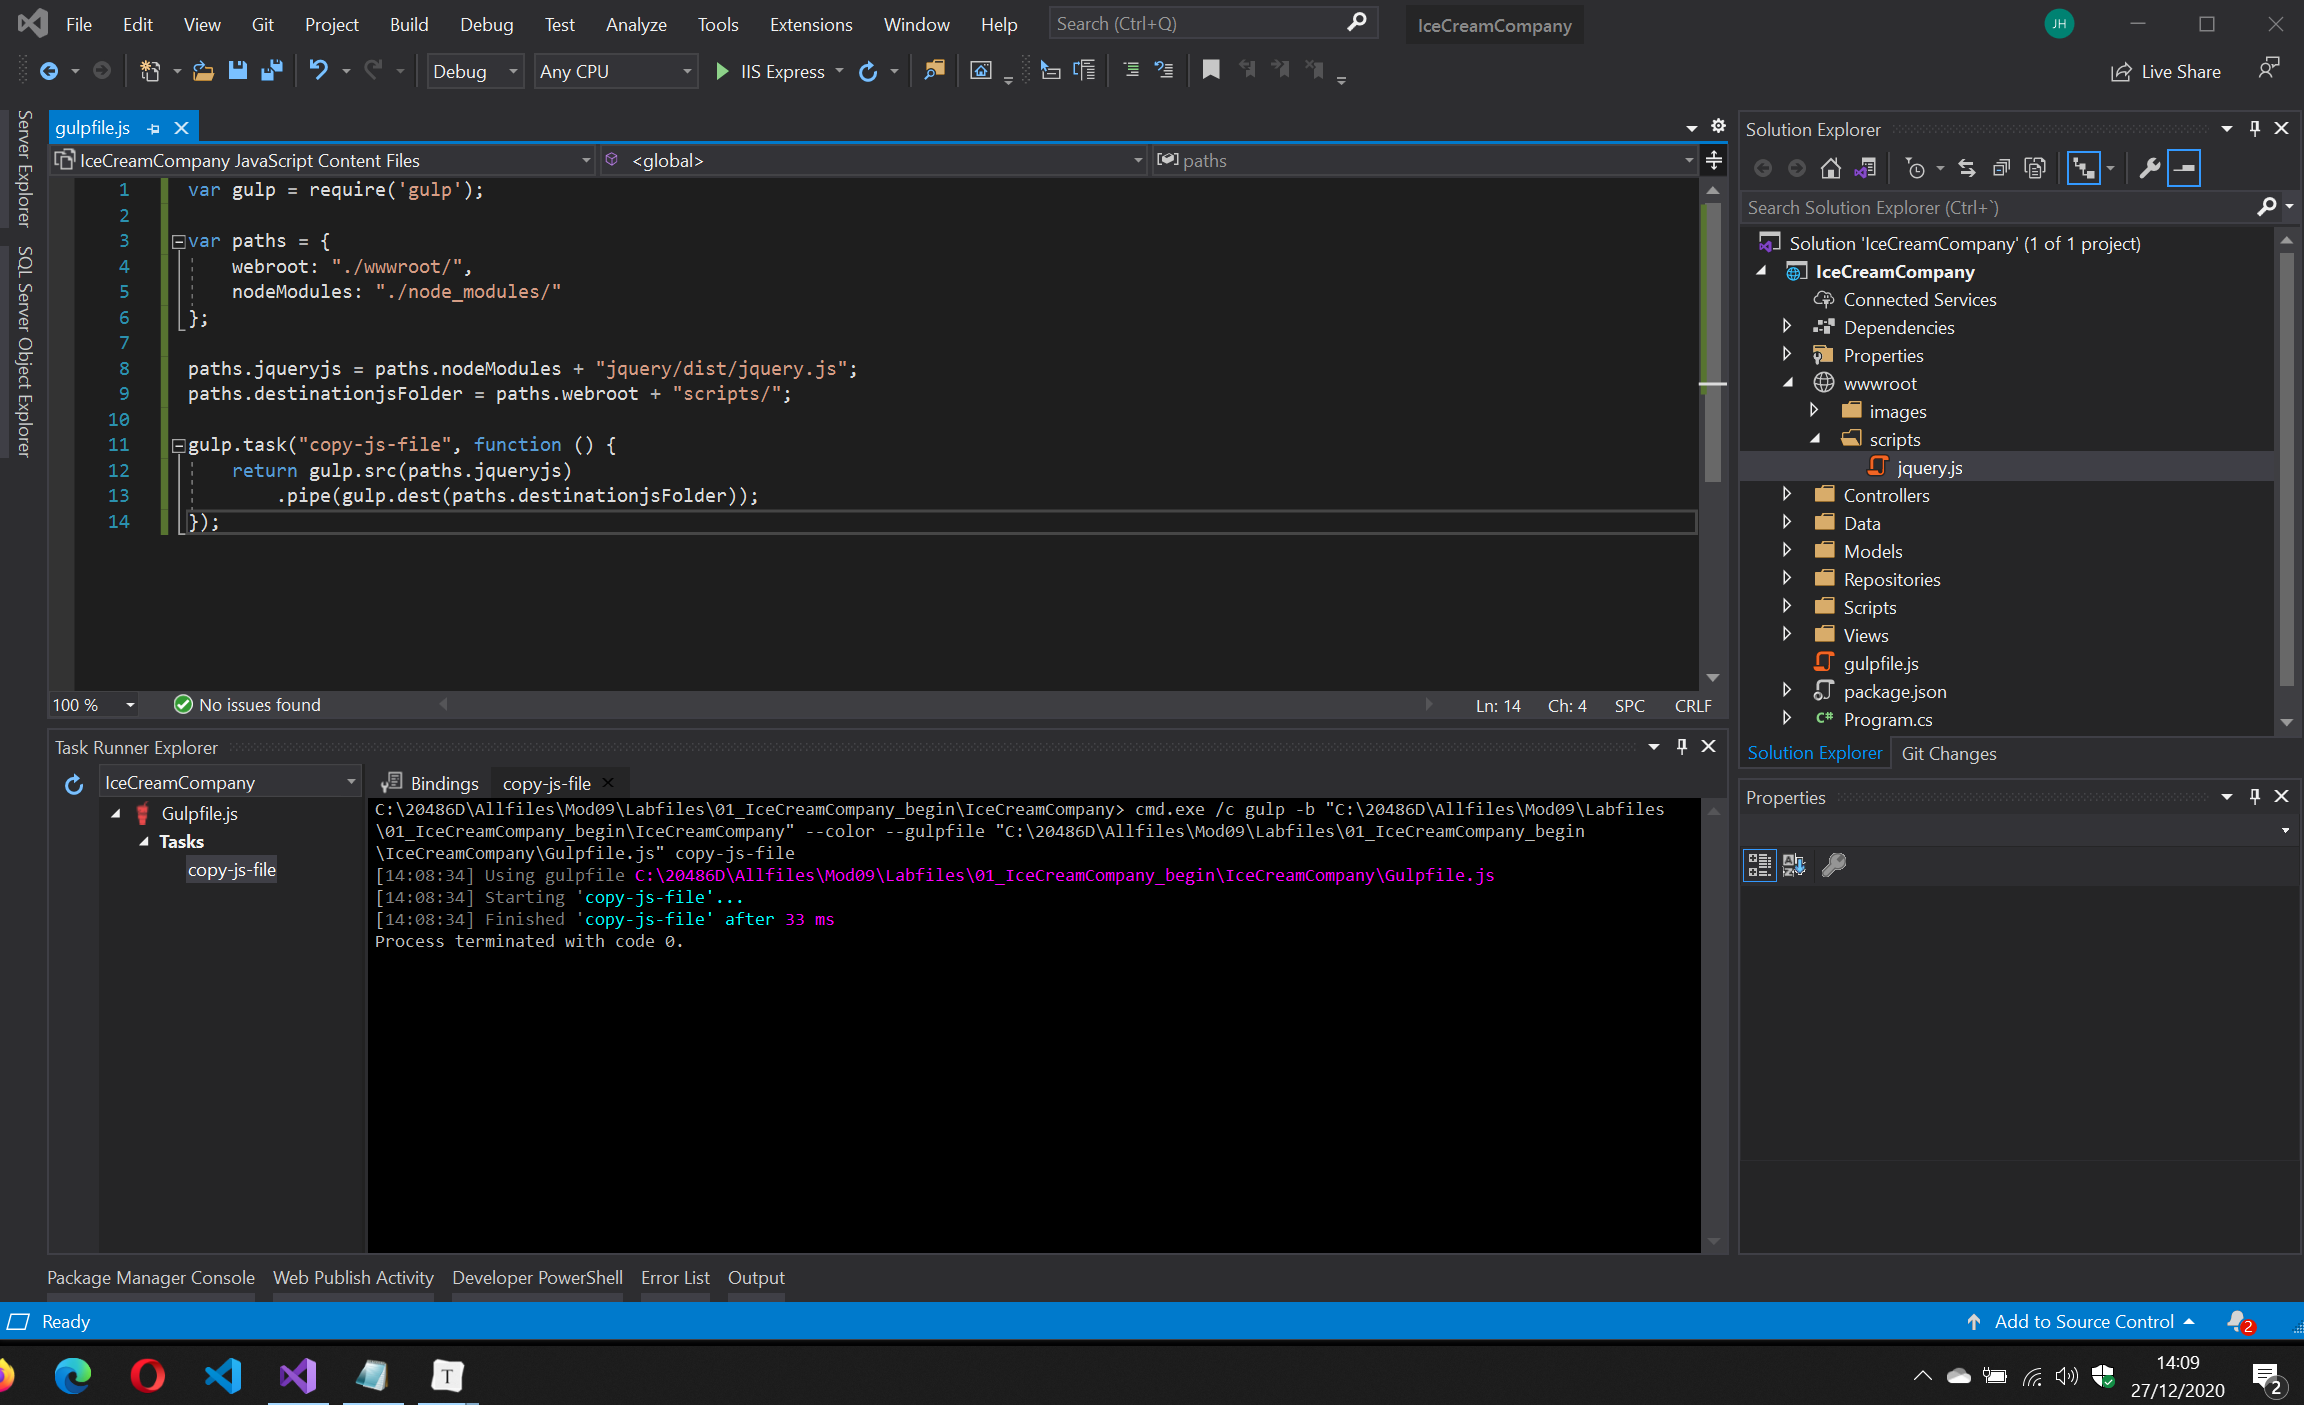 File Edit View Git Project Build Debug Test Analyze Tools Extensions Window Help Search (Ctrl+Q) IceCreamCompany JH
Debug Any CPU IIS Express Live Share
Server Explorer
SQL Server Object Explorer
gulpfile.js
IceCreamCompany JavaScript Content Files <global> paths
1 var gulp = require('gulp');
2
3 var paths = {
4 webroot: "./wwwroot/",
5 nodeModules: "./node_modules/"
6 };
7
8 paths.jqueryjs = paths.nodeModules + "jquery/dist/jquery.js";
9 paths.destinationjsFolder = paths.webroot + "scripts/";
10
11 gulp.task("copy-js-file", function () {
12 return gulp.src(paths.jqueryjs)
13 .pipe(gulp.dest(paths.destinationjsFolder));
14 });
100 % No issues found Ln: 14 Ch: 4 SPC CRLF
Task Runner Explorer
IceCreamCompany
Gulpfile.js
Tasks
copy-js-file
Bindings copy-js-file
C:\20486D\Allfiles\Mod09\Labfiles\01_IceCreamCompany_begin\IceCreamCompany> cmd.exe /c gulp -b "C:\20486D\Allfiles\Mod09\Labfiles
\01_IceCreamCompany_begin\IceCreamCompany" --color --gulpfile "C:\20486D\Allfiles\Mod09\Labfiles\01_IceCreamCompany_begin
\IceCreamCompany\Gulpfile.js" copy-js-file
[14:08:34] Using gulpfile C:\20486D\Allfiles\Mod09\Labfiles\01_IceCreamCompany_begin\IceCreamCompany\Gulpfile.js
[14:08:34] Starting 'copy-js-file'...
[14:08:34] Finished 'copy-js-file' after 33 ms
Process terminated with code 0.
Solution Explorer
Search Solution Explorer (Ctrl+`)
Solution 'IceCreamCompany' (1 of 1 project)
IceCreamCompany
Connected Services
Dependencies
Properties
wwwroot
images
scripts
jquery.js
Controllers
Data
Models
Repositories
Scripts
Views
gulpfile.js
package.json
C# Program.cs
Solution Explorer Git Changes
Properties
Package Manager Console Web Publish Activity Developer PowerShell Error List Output
Ready Add to Source Control 2
T 14:09
27/12/2020 2